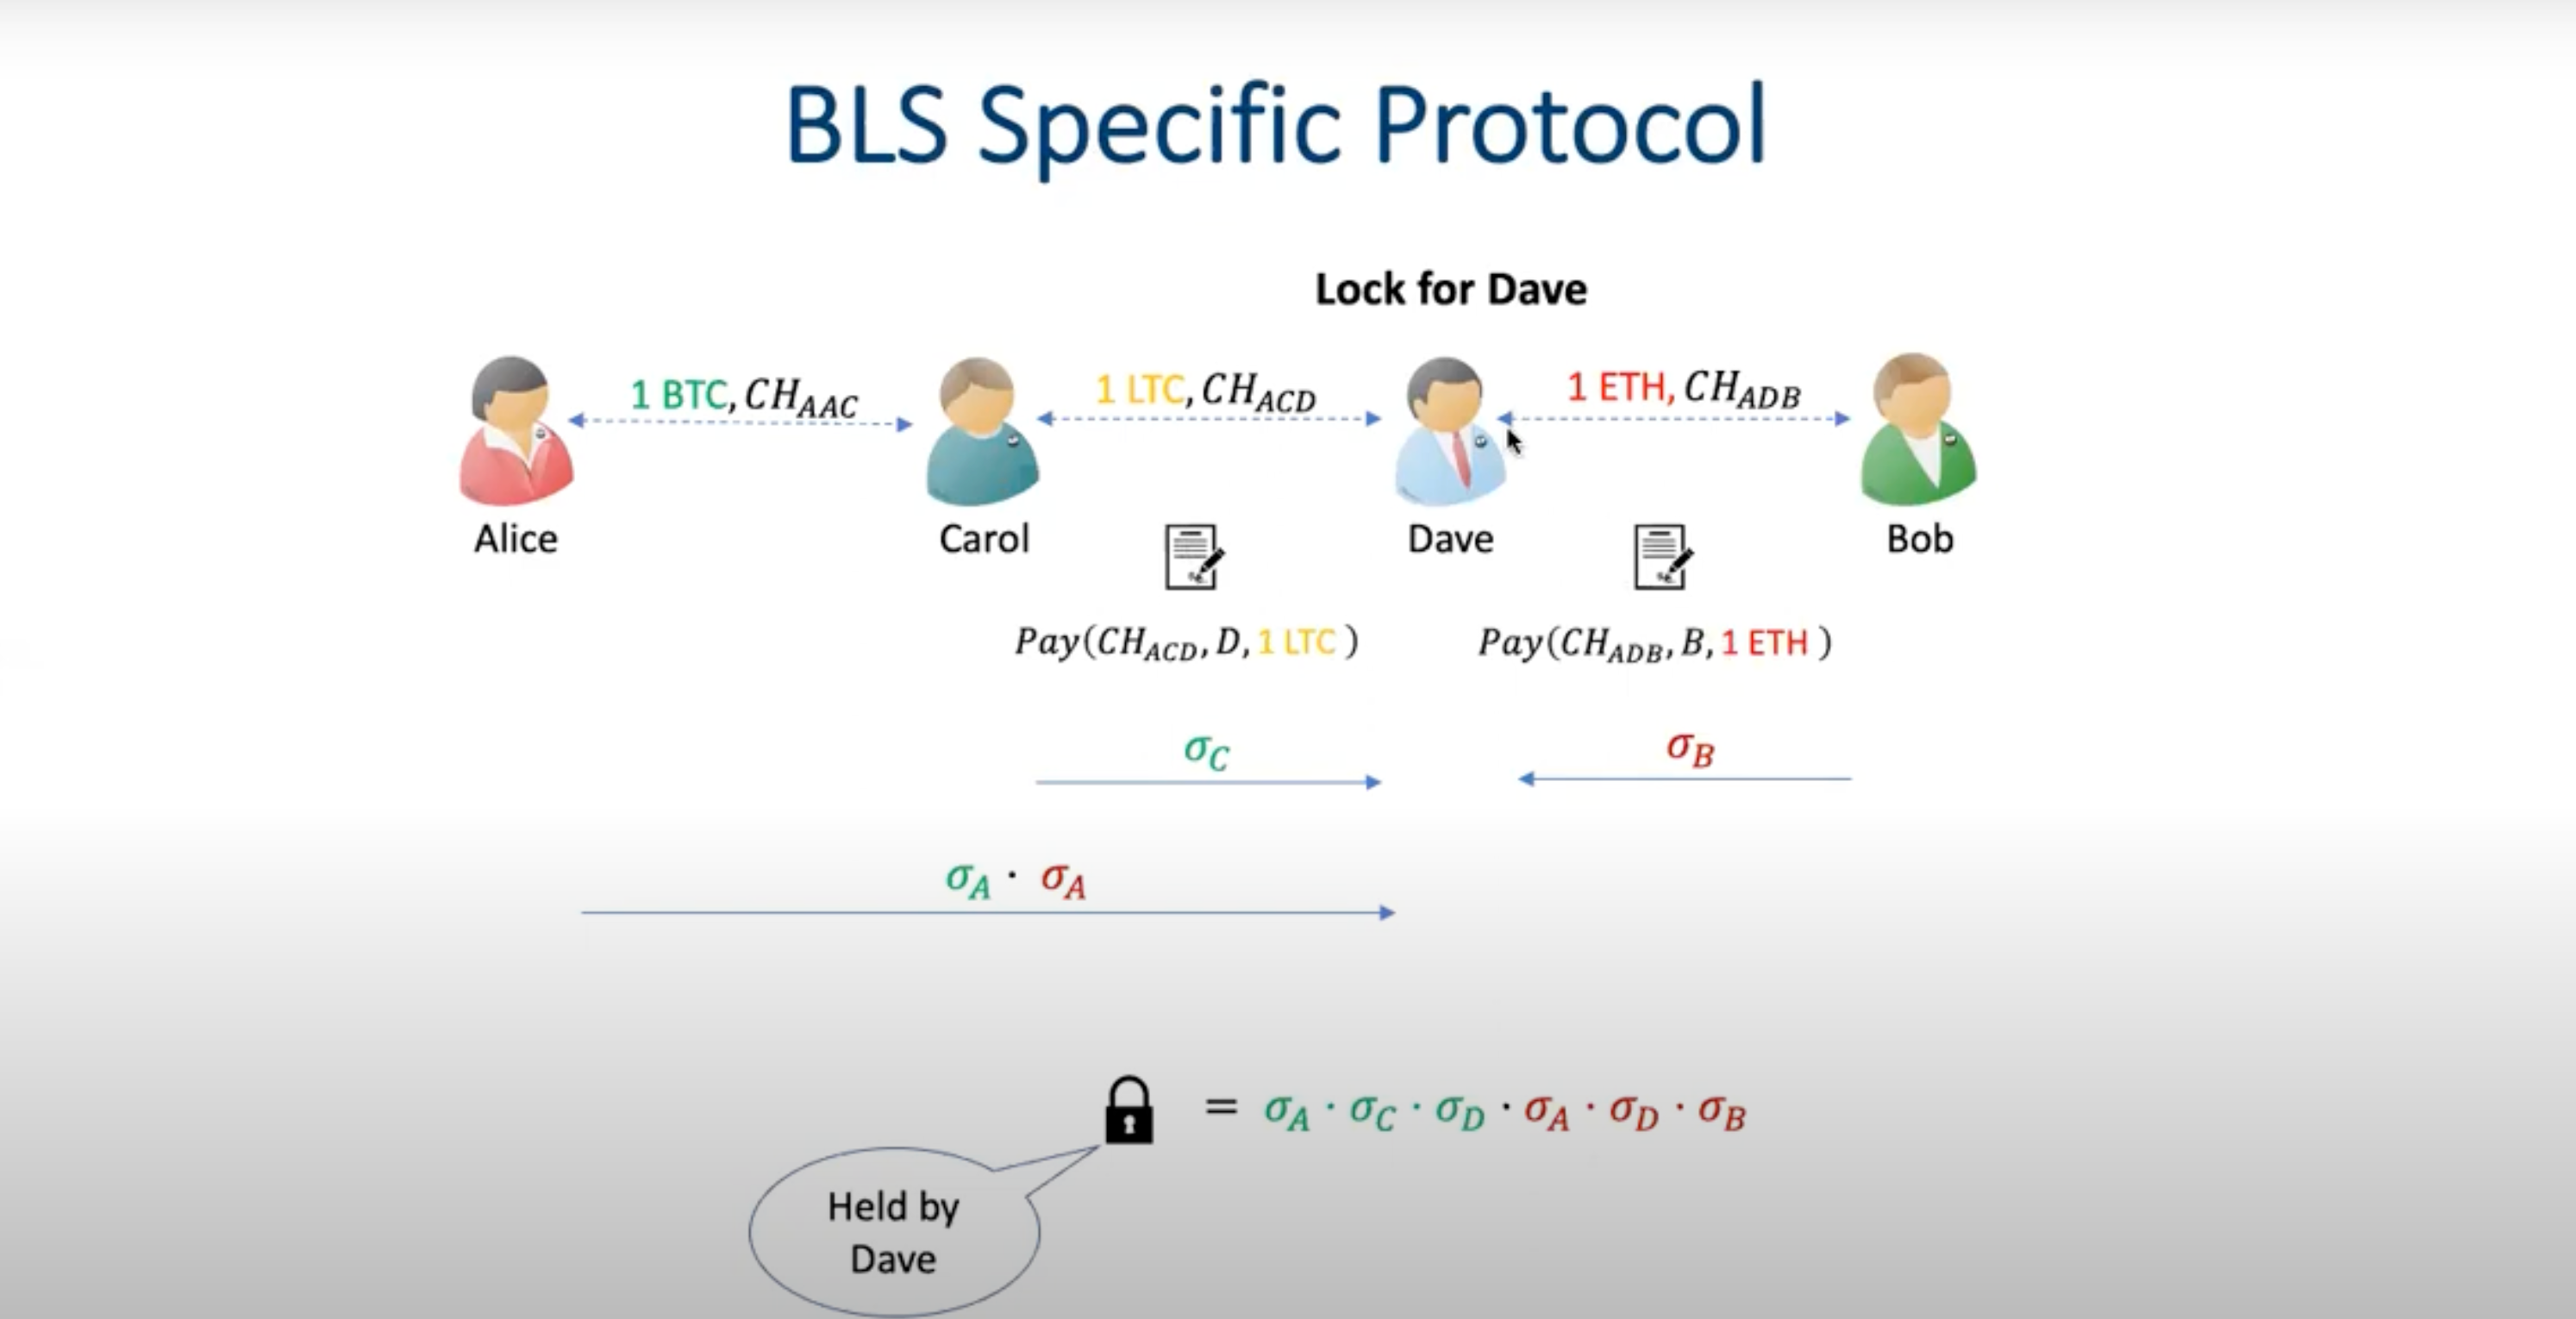 BLS Specific Protocol
Lock for Dave
1 BTC, CH_AAC
1 LTC, CH_ACD
1 ETH, CH_ADB
Alice
Carol
Dave
Bob
Pay(CH_ACD, D, 1 LTC )
Pay(CH_ADB, B, 1 ETH )
σ_C
σ_B
σ_A · σ_A
= σ_A · σ_C · σ_D · σ_A · σ_D · σ_B
Held by
Dave